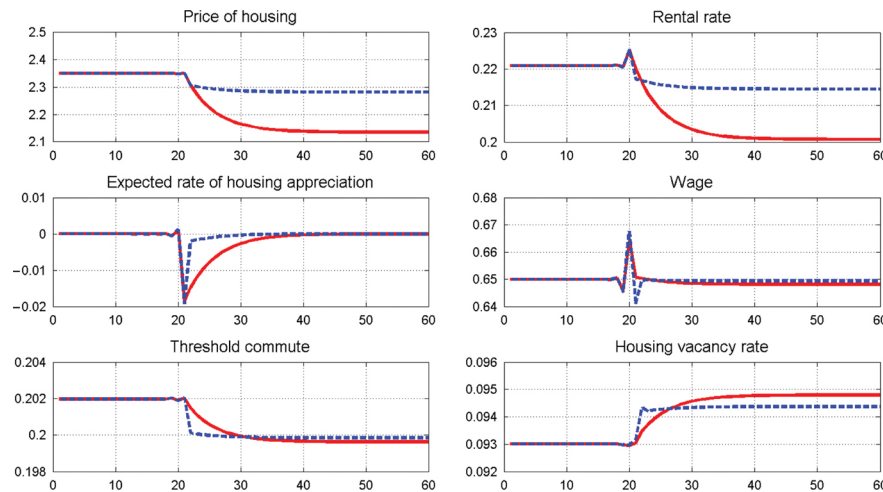 Price of housing
2.5
2.4
2.3
2.2
2.1
0 10 20 30 40 50 60
Rental rate
0.23
0.22
0.21
0.2
0 10 20 30 40 50 60
Expected rate of housing appreciation
0.01
0
−0.01
−0.02
0 10 20 30 40 50 60
Wage
0.68
0.67
0.66
0.65
0.64
0 10 20 30 40 50 60
Threshold commute
0.204
0.202
0.2
0.198
0 10 20 30 40 50 60
Housing vacancy rate
0.096
0.095
0.094
0.093
0.092
0 10 20 30 40 50 60